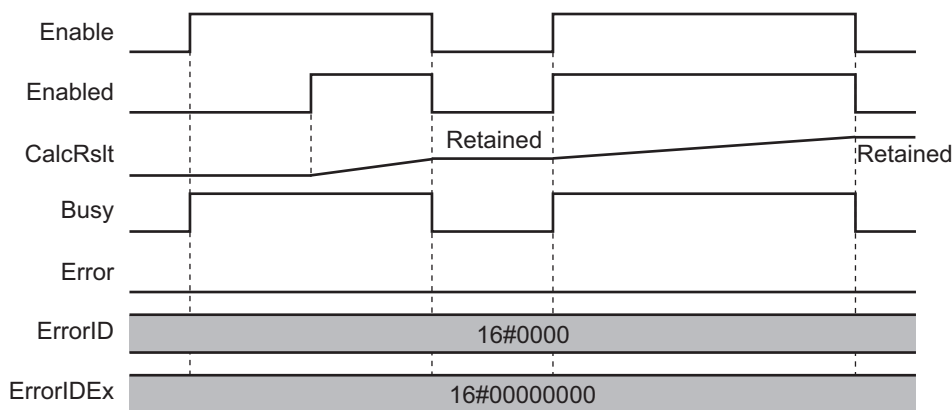 Enable
Enabled
CalcRslt
Retained
Retained
Busy
Error
ErrorID
16#0000
ErrorIDEx
16#00000000